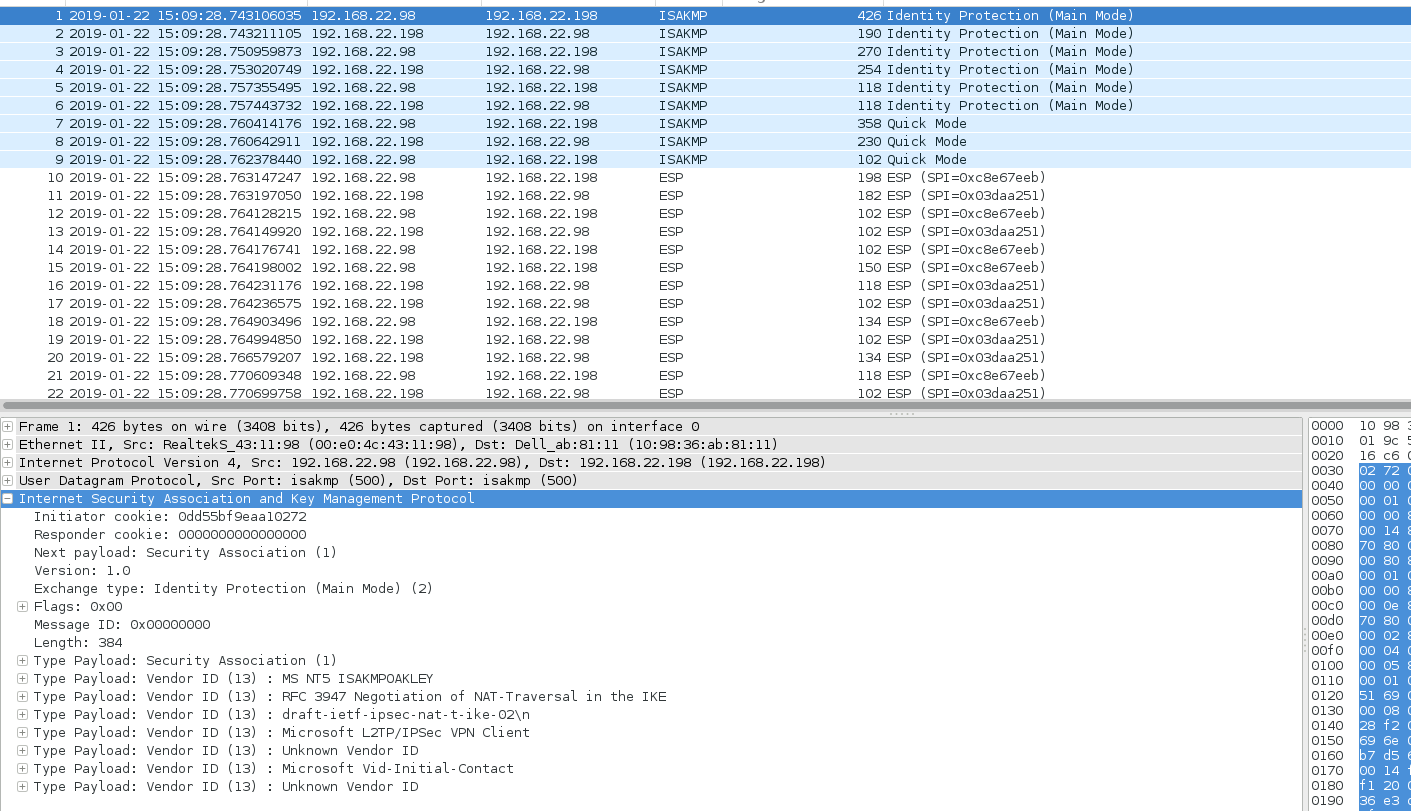 1 2019-01-22 15:09:28.743106035 192.168.22.98 192.168.22.198 ISAKMP 426 Identity Protection (Main Mode)
2 2019-01-22 15:09:28.743211105 192.168.22.198 192.168.22.98 ISAKMP 190 Identity Protection (Main Mode)
3 2019-01-22 15:09:28.750959873 192.168.22.98 192.168.22.198 ISAKMP 270 Identity Protection (Main Mode)
4 2019-01-22 15:09:28.753020749 192.168.22.198 192.168.22.98 ISAKMP 254 Identity Protection (Main Mode)
5 2019-01-22 15:09:28.757355495 192.168.22.98 192.168.22.198 ISAKMP 118 Identity Protection (Main Mode)
6 2019-01-22 15:09:28.757443732 192.168.22.198 192.168.22.98 ISAKMP 118 Identity Protection (Main Mode)
7 2019-01-22 15:09:28.760414176 192.168.22.98 192.168.22.198 ISAKMP 358 Quick Mode
8 2019-01-22 15:09:28.760642911 192.168.22.198 192.168.22.98 ISAKMP 230 Quick Mode
9 2019-01-22 15:09:28.762378440 192.168.22.98 192.168.22.198 ISAKMP 102 Quick Mode
10 2019-01-22 15:09:28.763147247 192.168.22.98 192.168.22.198 ESP 198 ESP (SPI=0xc8e67eeb)
11 2019-01-22 15:09:28.763197050 192.168.22.198 192.168.22.98 ESP 182 ESP (SPI=0x03daa251)
12 2019-01-22 15:09:28.764128215 192.168.22.98 192.168.22.198 ESP 102 ESP (SPI=0xc8e67eeb)
13 2019-01-22 15:09:28.764149920 192.168.22.198 192.168.22.98 ESP 102 ESP (SPI=0x03daa251)
14 2019-01-22 15:09:28.764176741 192.168.22.98 192.168.22.198 ESP 102 ESP (SPI=0xc8e67eeb)
15 2019-01-22 15:09:28.764198002 192.168.22.98 192.168.22.198 ESP 150 ESP (SPI=0xc8e67eeb)
16 2019-01-22 15:09:28.764231176 192.168.22.198 192.168.22.98 ESP 118 ESP (SPI=0x03daa251)
17 2019-01-22 15:09:28.764236575 192.168.22.198 192.168.22.98 ESP 102 ESP (SPI=0x03daa251)
18 2019-01-22 15:09:28.764903496 192.168.22.98 192.168.22.198 ESP 134 ESP (SPI=0xc8e67eeb)
19 2019-01-22 15:09:28.764994850 192.168.22.198 192.168.22.98 ESP 102 ESP (SPI=0x03daa251)
20 2019-01-22 15:09:28.766579207 192.168.22.198 192.168.22.98 ESP 134 ESP (SPI=0x03daa251)
21 2019-01-22 15:09:28.770609348 192.168.22.98 192.168.22.198 ESP 118 ESP (SPI=0xc8e67eeb)
22 2019-01-22 15:09:28.770699758 192.168.22.198 192.168.22.98 ESP 102 ESP (SPI=0x03daa251)
Frame 1: 426 bytes on wire (3408 bits), 426 bytes captured (3408 bits) on interface 0
Ethernet II, Src: RealtekS_43:11:98 (00:e0:4c:43:11:98), Dst: Dell_ab:81:11 (10:98:36:ab:81:11)
Internet Protocol Version 4, Src: 192.168.22.98 (192.168.22.98), Dst: 192.168.22.198 (192.168.22.198)
User Datagram Protocol, Src Port: isakmp (500), Dst Port: isakmp (500)
Internet Security Association and Key Management Protocol
Initiator cookie: 0dd55bf9eaa10272
Responder cookie: 0000000000000000
Next payload: Security Association (1)
Version: 1.0
Exchange type: Identity Protection (Main Mode) (2)
Flags: 0x00
Message ID: 0x00000000
Length: 384
Type Payload: Security Association (1)
Type Payload: Vendor ID (13) : MS NT5 ISAKMPOAKLEY
Type Payload: Vendor ID (13) : RFC 3947 Negotiation of NAT-Traversal in the IKE
Type Payload: Vendor ID (13) : draft-ietf-ipsec-nat-t-ike-02\n
Type Payload: Vendor ID (13) : Microsoft L2TP/IPSec VPN Client
Type Payload: Vendor ID (13) : Unknown Vendor ID
Type Payload: Vendor ID (13) : Microsoft Vid-Initial-Contact
Type Payload: Vendor ID (13) : Unknown Vendor ID
0000 10 98
0010 01 9c
0020 16 c6
0030 02 72
0040 00 00
0050 00 01
0060 00 00
0070 00 14
0080 70 80
0090 00 80
00a0 00 01
00b0 00 00
00c0 00 0e
00d0 70 80
00e0 00 02
00f0 00 04
0100 00 05
0110 00 01
0120 51 69
0130 00 08
0140 28 f2
0150 69 6e
0160 b7 d5
0170 00 14
0180 f1 20
0190 36 e3